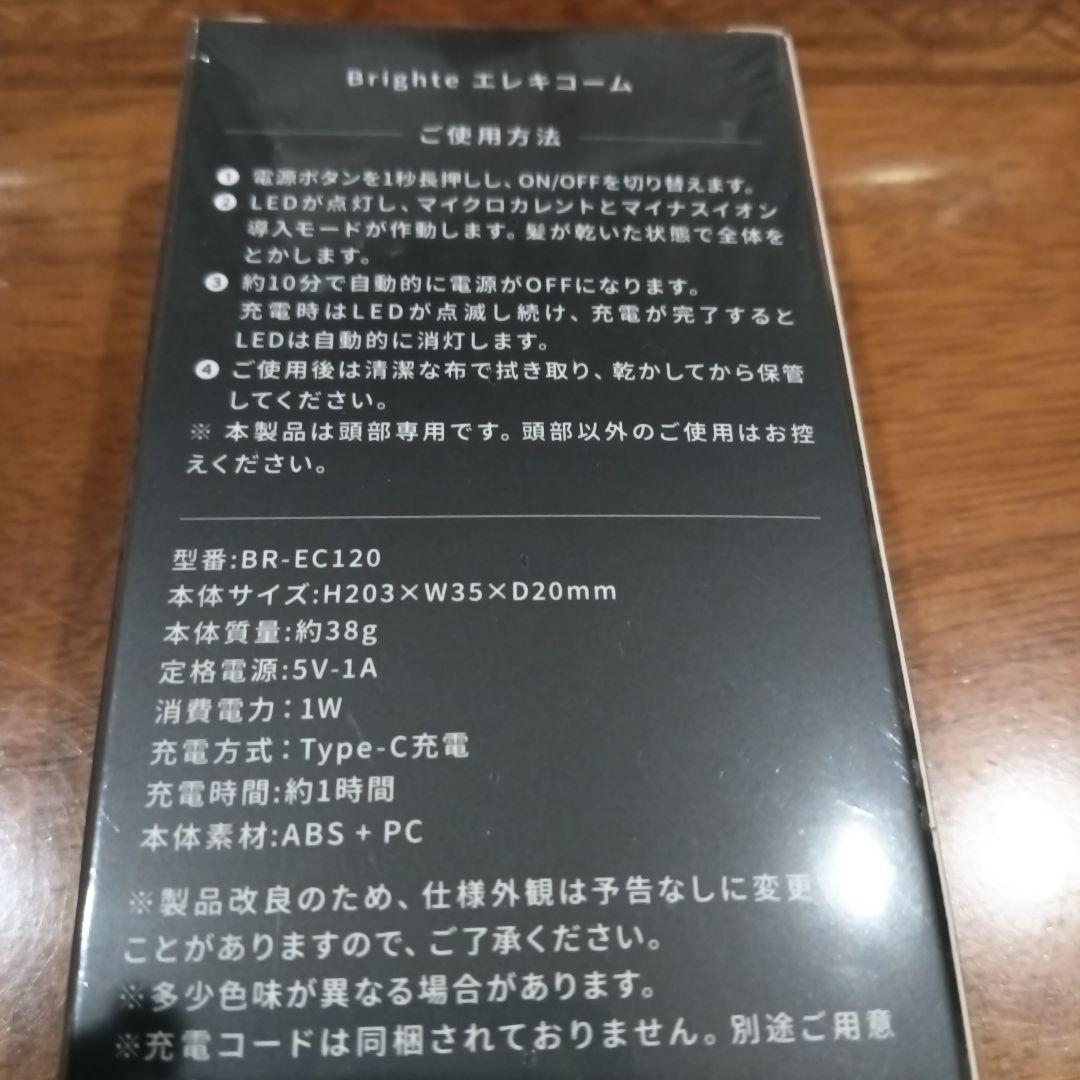 Brighte エレキコーム
ご使用方法
❶ 電源ボタンを1秒長押しし、ON/OFFを切り替えます。
❷ LEDが点灯し、マイクロカレントとマイナスイオン
導入モードが作動します。髪が乾いた状態で全体を
とかします。
❸ 約10分で自動的に電源がOFFになります。
充電時はLEDが点滅し続け、充電が完了すると
LEDは自動的に消灯します。
❹ ご使用後は清潔な布で拭き取り、乾かしてから保管
してください。
※ 本製品は頭部専用です。頭部以外のご使用はお控
えください。
型番:BR-EC120
本体サイズ:H203×W35×D20mm
本体質量:約38g
定格電源:5V-1A
消費電力：1W
充電方式：Type-C充電
充電時間:約1時間
本体素材:ABS + PC
※製品改良のため、仕様外観は予告なしに変更
ことがありますので、ご了承ください。
※多少色味が異なる場合があります。
※充電コードは同梱されておりません。別途ご用意